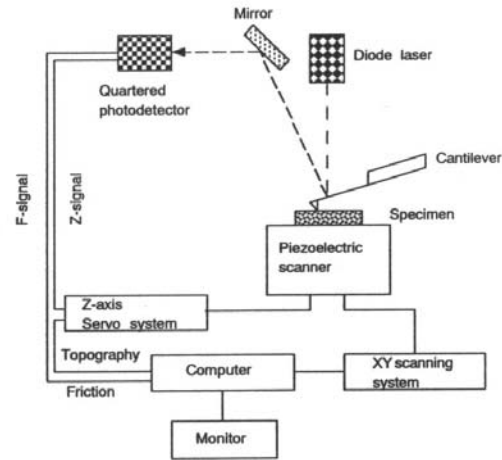 Mirror
Diode laser
Quartered
photodetector
Cantilever
F-signal
Z-signal
Specimen
Piezoelectric
scanner
Z-axis
Servo system
Topography
Computer
XY scanning
system
Friction
Monitor